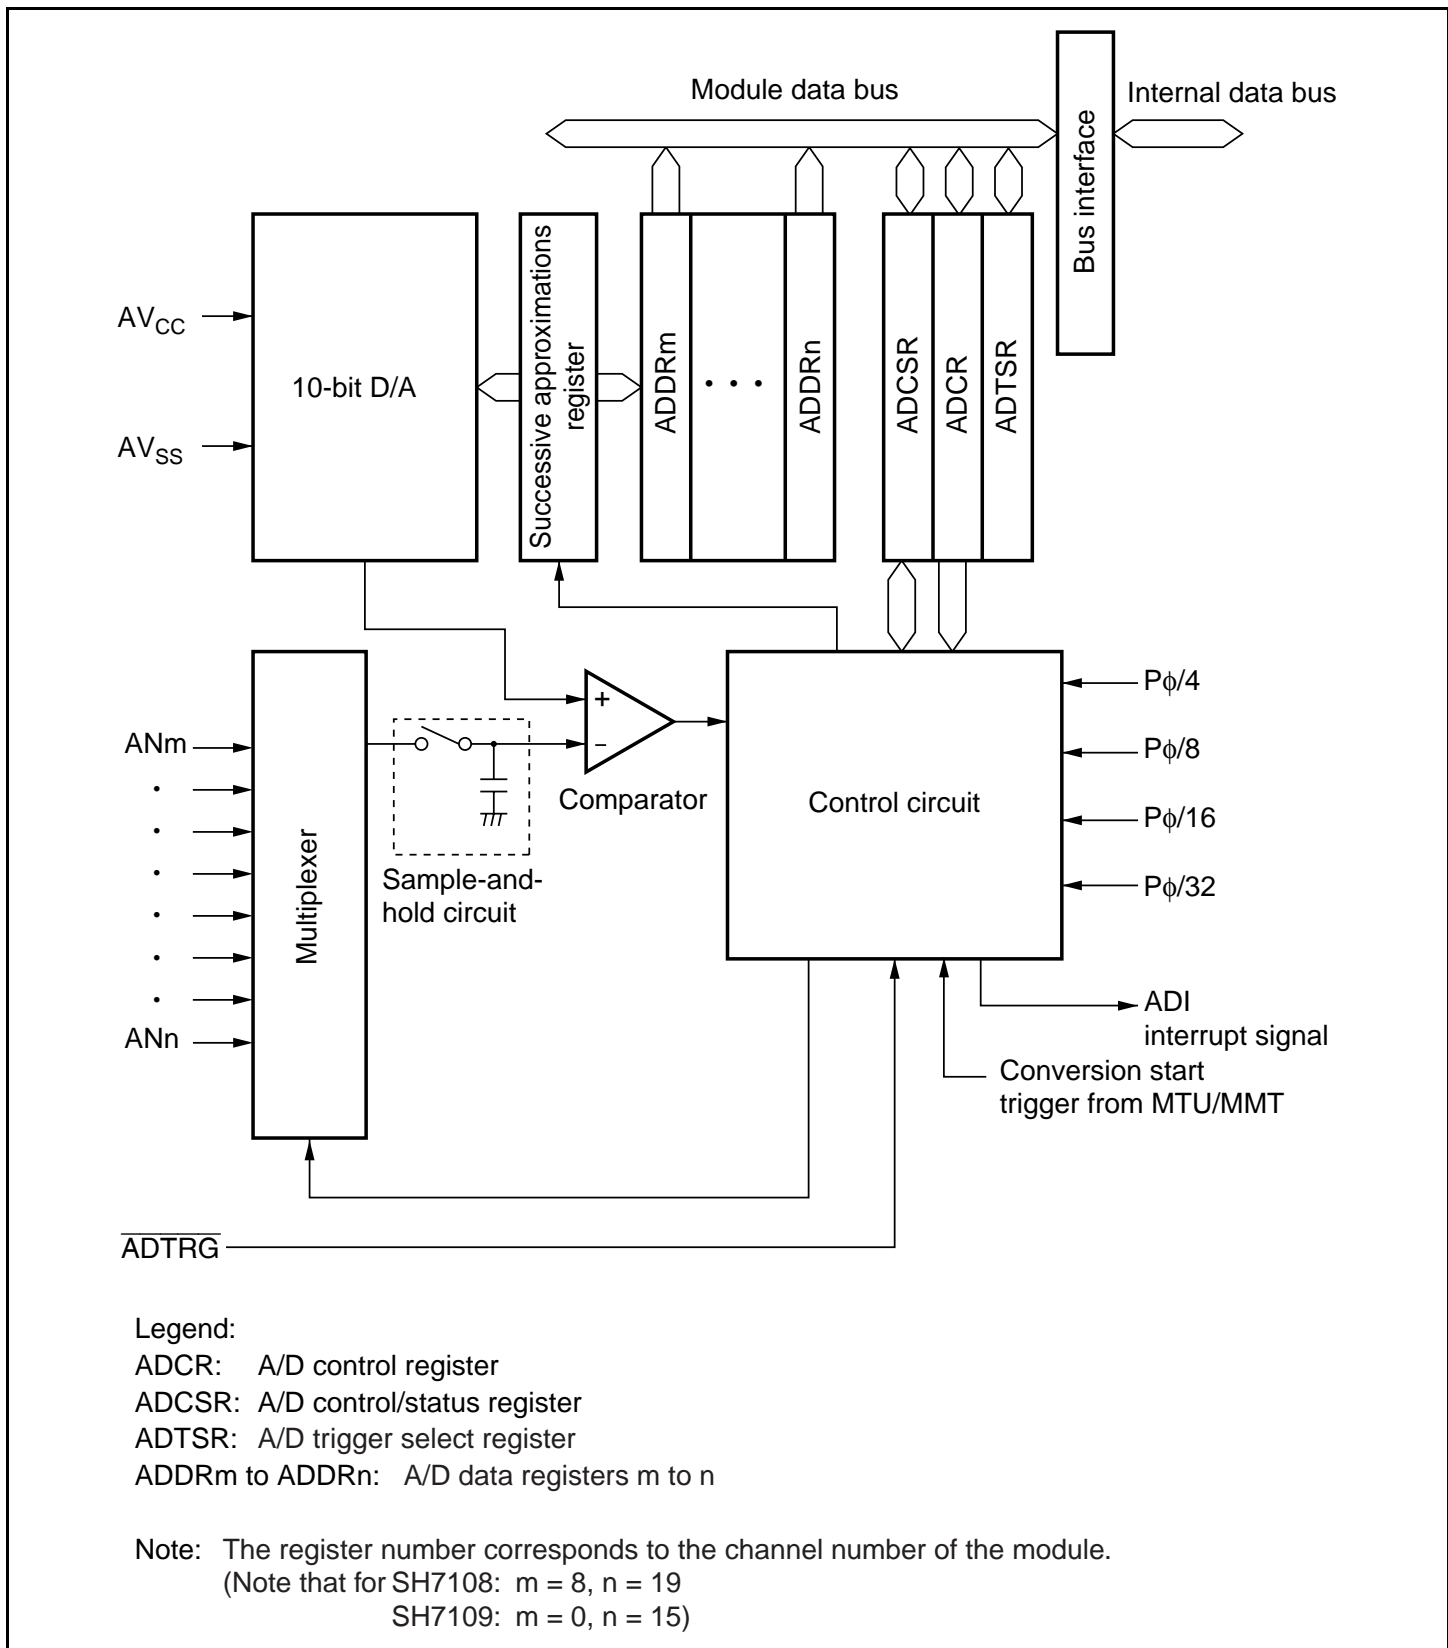 Module data bus
Internal data bus
Bus interface
AVCC
AVSS
10-bit D/A
Successive approximations
register
ADDRm
• • •
ADDRn
ADCSR
ADCR
ADTSR
ANm
•
•
•
•
•
•
ANn
Multiplexer
+
−
Comparator
Sample-and-
hold circuit
Control circuit
Pϕ/4
Pϕ/8
Pϕ/16
Pϕ/32
ADI
interrupt signal
Conversion start
trigger from MTU/MMT
A̅D̅T̅R̅G̅
Legend:
ADCR: A/D control register
ADCSR: A/D control/status register
ADTSR: A/D trigger select register
ADDRm to ADDRn: A/D data registers m to n
Note: The register number corresponds to the channel number of the module.
(Note that for SH7108: m = 8, n = 19
SH7109: m = 0, n = 15)